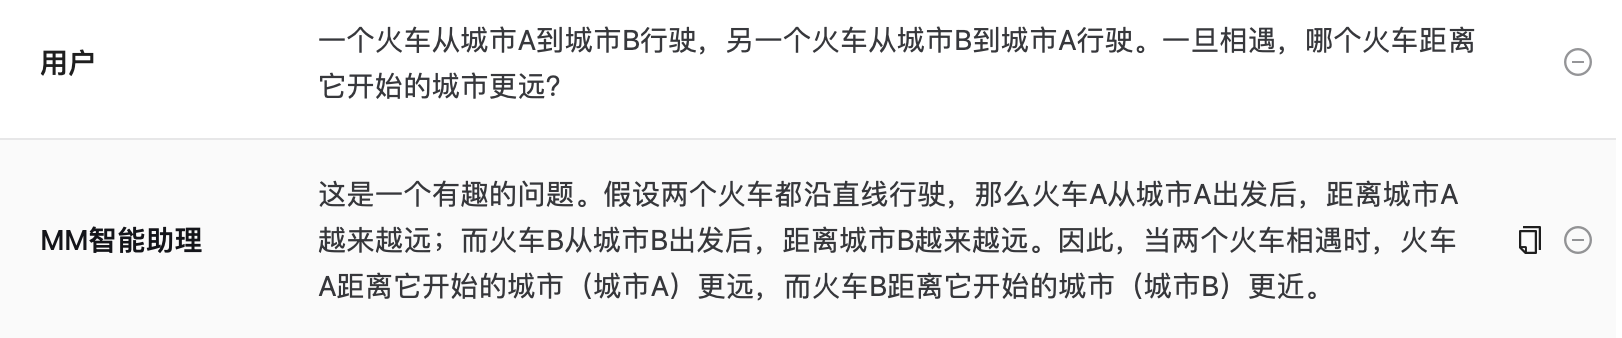 用户
一个火车从城市A到城市B行驶，另一个火车从城市B到城市A行驶。一旦相遇，哪个火车距离
它开始的城市更远?
MM智能助理
这是一个有趣的问题。假设两个火车都沿直线行驶，那么火车A从城市A出发后，距离城市A
越来越远；而火车B从城市B出发后，距离城市B越来越远。因此，当两个火车相遇时，火车
A距离它开始的城市（城市A）更远，而火车B距离它开始的城市（城市B）更近。